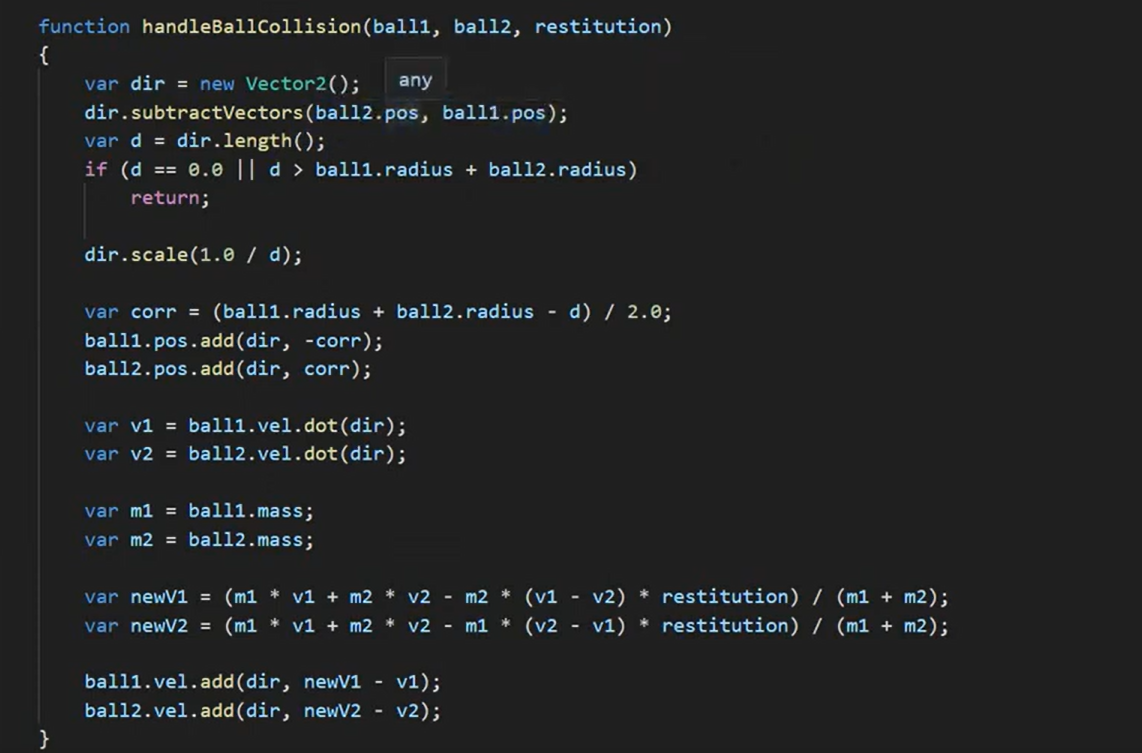 function handleBallCollision(ball1, ball2, restitution)
{
var dir = new Vector2();
any
dir.subtractVectors(ball2.pos, ball1.pos);
var d = dir.length();
if (d == 0.0 || d > ball1.radius + ball2.radius)
return;
dir.scale(1.0 / d);
var corr = (ball1.radius + ball2.radius - d) / 2.0;
ball1.pos.add(dir, -corr);
ball2.pos.add(dir, corr);
var v1 = ball1.vel.dot(dir);
var v2 = ball2.vel.dot(dir);
var m1 = ball1.mass;
var m2 = ball2.mass;
var newV1 = (m1 * v1 + m2 * v2 - m2 * (v1 - v2) * restitution) / (m1 + m2);
var newV2 = (m1 * v1 + m2 * v2 - m1 * (v2 - v1) * restitution) / (m1 + m2);
ball1.vel.add(dir, newV1 - v1);
ball2.vel.add(dir, newV2 - v2);
}